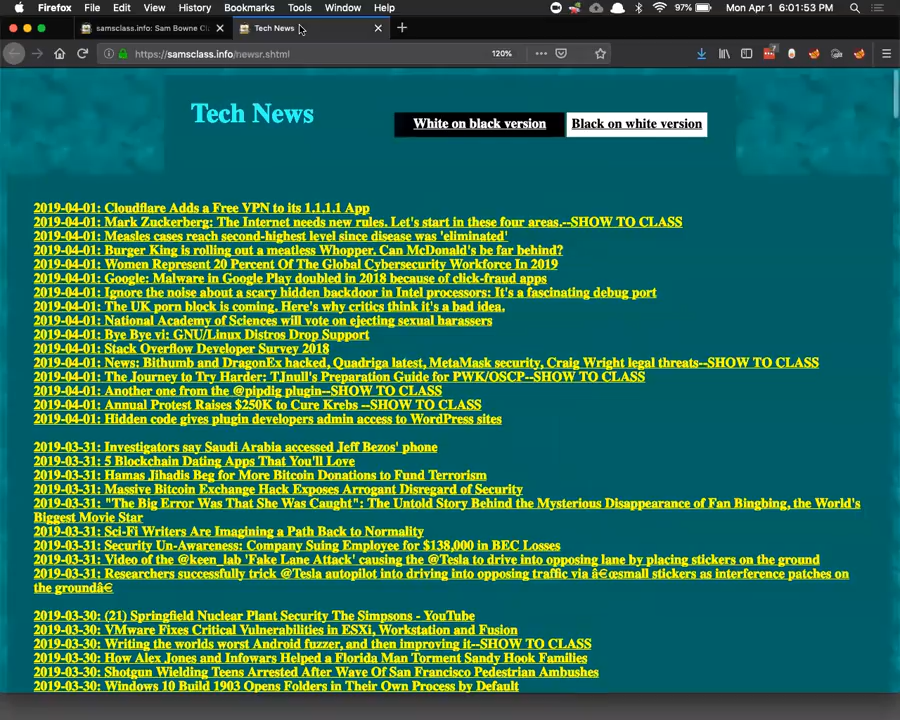 Firefox File Edit View History Bookmarks Tools Window Help 97% Mon Apr 1 6:01:53 PM
samsclass.info: Sam Bowne Cl
Tech News
https://samsclass.info/newsr.shtml 120%
Tech News
White on black version
Black on white version
2019-04-01: Cloudflare Adds a Free VPN to its 1.1.1.1 App
2019-04-01: Mark Zuckerberg: The Internet needs new rules. Let's start in these four areas.--SHOW TO CLASS
2019-04-01: Measles cases reach second-highest level since disease was 'eliminated'
2019-04-01: Burger King is rolling out a meatless Whopper. Can McDonald's be far behind?
2019-04-01: Women Represent 20 Percent Of The Global Cybersecurity Workforce In 2019
2019-04-01: Google: Malware in Google Play doubled in 2018 because of click-fraud apps
2019-04-01: Ignore the noise about a scary hidden backdoor in Intel processors: It's a fascinating debug port
2019-04-01: The UK porn block is coming. Here's why critics think it's a bad idea.
2019-04-01: National Academy of Sciences will vote on ejecting sexual harassers
2019-04-01: Bye Bye vi: GNU/Linux Distros Drop Support
2019-04-01: Stack Overflow Developer Survey 2018
2019-04-01: News: Bithumb and DragonEx hacked, Quadriga latest, MetaMask security, Craig Wright legal threats--SHOW TO CLASS
2019-04-01: The Journey to Try Harder: TJnull's Preparation Guide for PWK/OSCP--SHOW TO CLASS
2019-04-01: Another one from the @pipdig plugin--SHOW TO CLASS
2019-04-01: Annual Protest Raises $250K to Cure Krebs --SHOW TO CLASS
2019-04-01: Hidden code gives plugin developers admin access to WordPress sites
2019-03-31: Investigators say Saudi Arabia accessed Jeff Bezos' phone
2019-03-31: 5 Blockchain Dating Apps That You'll Love
2019-03-31: Hamas Jihadis Beg for More Bitcoin Donations to Fund Terrorism
2019-03-31: Massive Bitcoin Exchange Hack Exposes Arrogant Disregard of Security
2019-03-31: "The Big Error Was That She Was Caught": The Untold Story Behind the Mysterious Disappearance of Fan Bingbing, the World's
Biggest Movie Star
2019-03-31: Sci-Fi Writers Are Imagining a Path Back to Normality
2019-03-31: Security Un-Awareness: Company Suing Employee for $138,000 in BEC Losses
2019-03-31: Video of the @keen_lab 'Fake Lane Attack' causing the @Tesla to drive into opposing lane by placing stickers on the ground
2019-03-31: Researchers successfully trick @Tesla autopilot into driving into opposing traffic via â€œsmall stickers as interference patches on
the groundâ€
2019-03-30: (21) Springfield Nuclear Plant Security The Simpsons - YouTube
2019-03-30: VMware Fixes Critical Vulnerabilities in ESXi, Workstation and Fusion
2019-03-30: Writing the worlds worst Android fuzzer, and then improving it--SHOW TO CLASS
2019-03-30: How Alex Jones and Infowars Helped a Florida Man Torment Sandy Hook Families
2019-03-30: Shotgun Wielding Teens Arrested After Wave Of San Francisco Pedestrian Ambushes
2019-03-30: Windows 10 Build 1903 Opens Folders in Their Own Process by Default